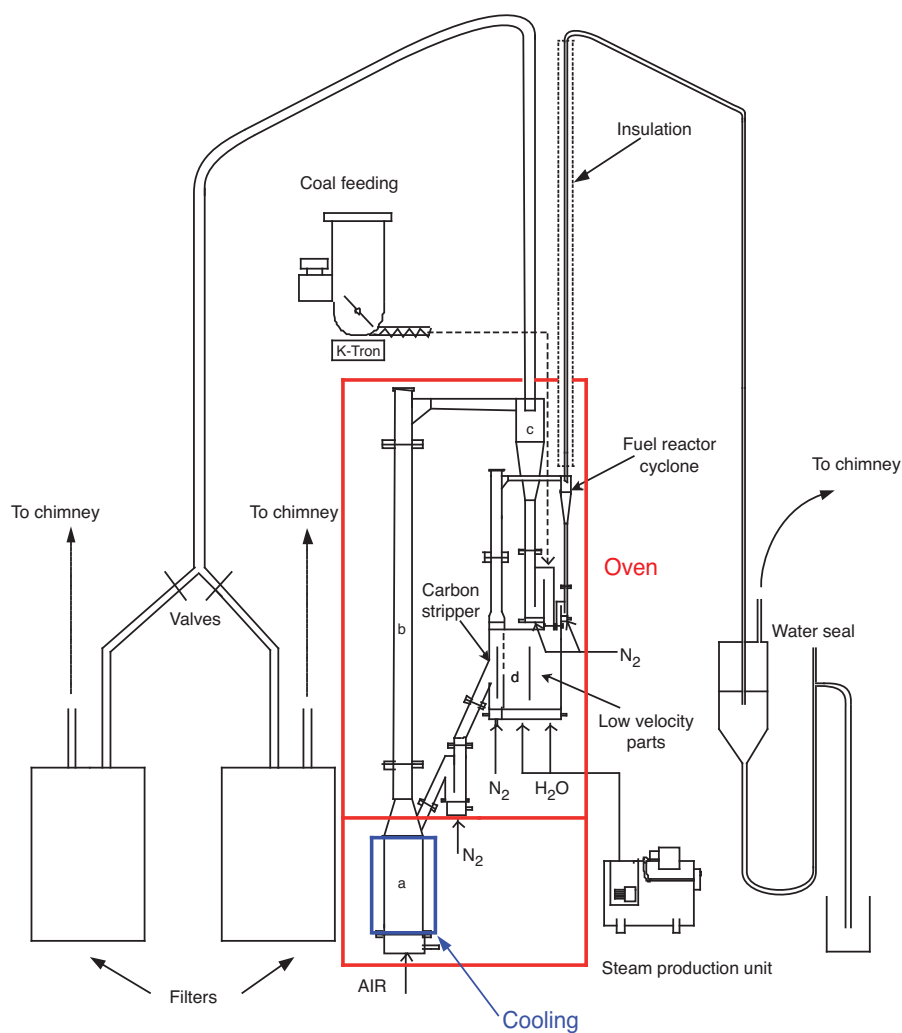 Insulation
Coal feeding
K-Tron
c
Fuel reactor
cyclone
To chimney
To chimney
To chimney
Oven
Carbon
stripper
Valves
b
Water seal
N2
d
Low velocity
parts
N2
H2O
N2
a
Steam production unit
AIR
Filters
Cooling